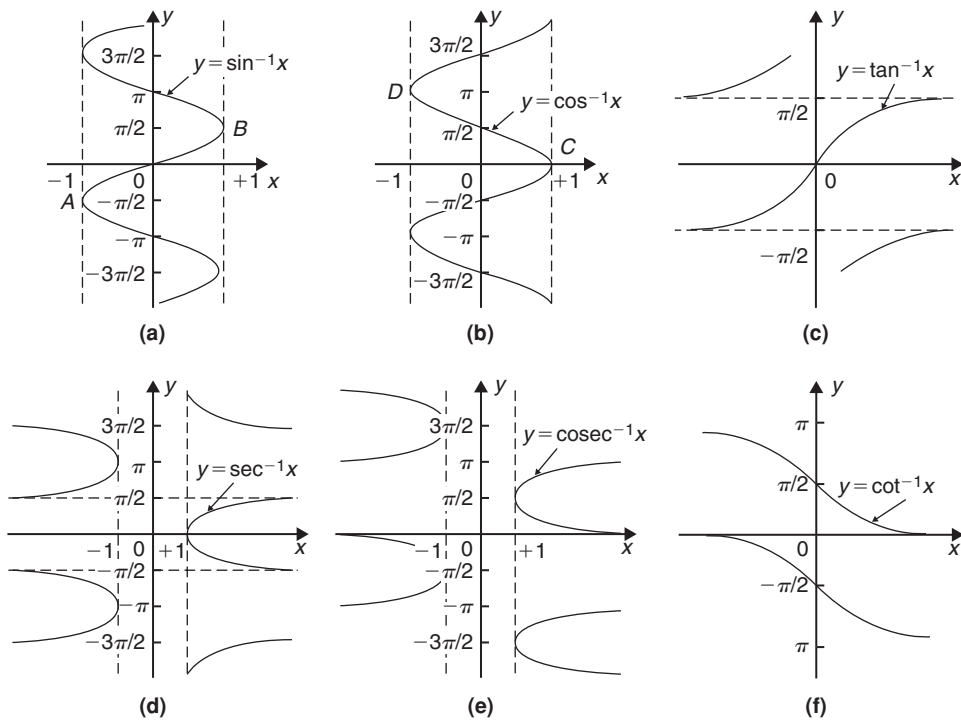 y
3π/2
y=sin⁻¹x
π
π/2
B
−1
0
+1 x
A
−π/2
−π
−3π/2
(a)
y
3π/2
D
π
y=cos⁻¹x
π/2
C
−1
0
+1
x
−π/2
−π
−3π/2
(b)
y
y=tan⁻¹x
π/2
0
x
−π/2
(c)
y
3π/2
π
y=sec⁻¹x
π/2
−1
0
+1
x
−π/2
−π
−3π/2
(d)
y
3π/2
y=cosec⁻¹x
π
π/2
−1
0
+1
x
−π/2
−π
−3π/2
(e)
y
π
π/2
y=cot⁻¹x
0
x
−π/2
π
(f)